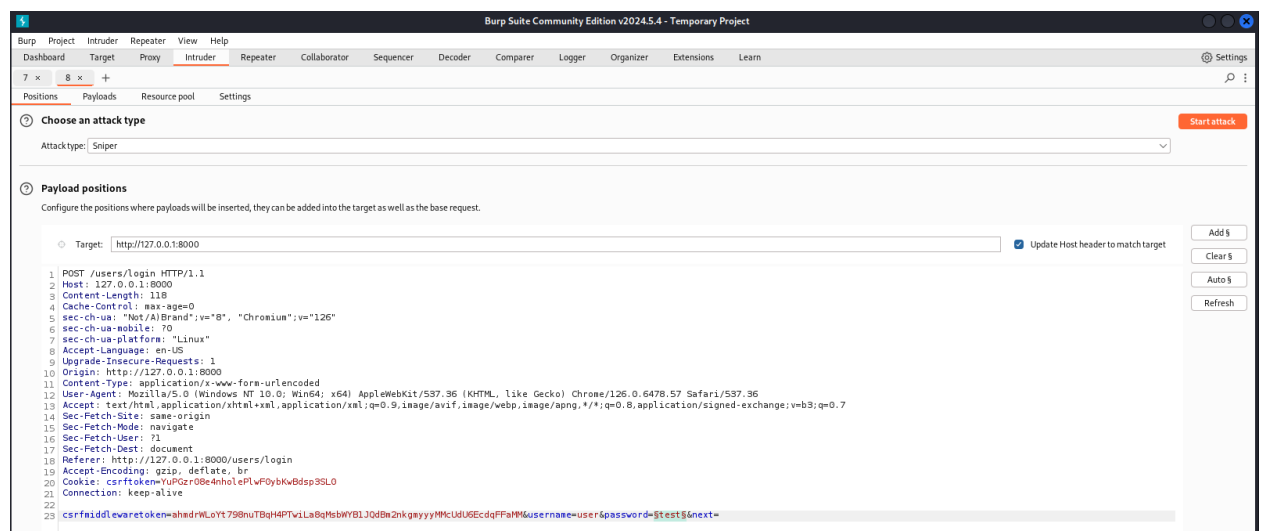 Burp Suite Community Edition v2024.5.4 - Temporary Project
Burp Project Intruder Repeater View Help
Dashboard Target Proxy Intruder Repeater Collaborator Sequencer Decoder Comparer Logger Organizer Extensions Learn Settings
7 × 8 × +
Positions Payloads Resource pool Settings
Choose an attack type
Start attack
Attack type: Sniper
Payload positions
Configure the positions where payloads will be inserted, they can be added into the target as well as the base request.
Add §
Target: http://127.0.0.1:8000 Update Host header to match target
Clear §
Auto §
Refresh
1 POST /users/login HTTP/1.1
2 Host: 127.0.0.1:8000
3 Content-Length: 118
4 Cache-Control: max-age=0
5 sec-ch-ua: "Not/A)Brand";v="8", "Chromium";v="126"
6 sec-ch-ua-mobile: ?0
7 sec-ch-ua-platform: "Linux"
8 Accept-Language: en-US
9 Upgrade-Insecure-Requests: 1
10 Origin: http://127.0.0.1:8000
11 Content-Type: application/x-www-form-urlencoded
12 User-Agent: Mozilla/5.0 (Windows NT 10.0; Win64; x64) AppleWebKit/537.36 (KHTML, like Gecko) Chrome/126.0.6478.57 Safari/537.36
13 Accept: text/html,application/xhtml+xml,application/xml;q=0.9,image/avif,image/webp,image/apng,*/*;q=0.8,application/signed-exchange;v=b3;q=0.7
14 Sec-Fetch-Site: same-origin
15 Sec-Fetch-Mode: navigate
16 Sec-Fetch-User: ?1
17 Sec-Fetch-Dest: document
18 Referer: http://127.0.0.1:8000/users/login
19 Accept-Encoding: gzip, deflate, br
20 Cookie: csrftoken=YuPGzr08e4nholePlwF0ybKwBdsp3SL0
21 Connection: keep-alive
22
23 csrfmiddlewaretoken=ahmdrWLoYt798nuTBqH4PTwiLa8qMsbWYB1JQdBm2nkgmyyyMMcUdU6EcdqFFaMM&username=user&password=§test§&next=